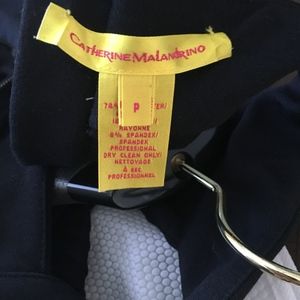 CATHERINE MALANDRINO
P
RAYONNE
8% SPANDEX/
SPANDEX
PROFESSIONAL
DRY CLEAN ONLY/
NETTOYAGE
A SEC
PROFESSIONNEL